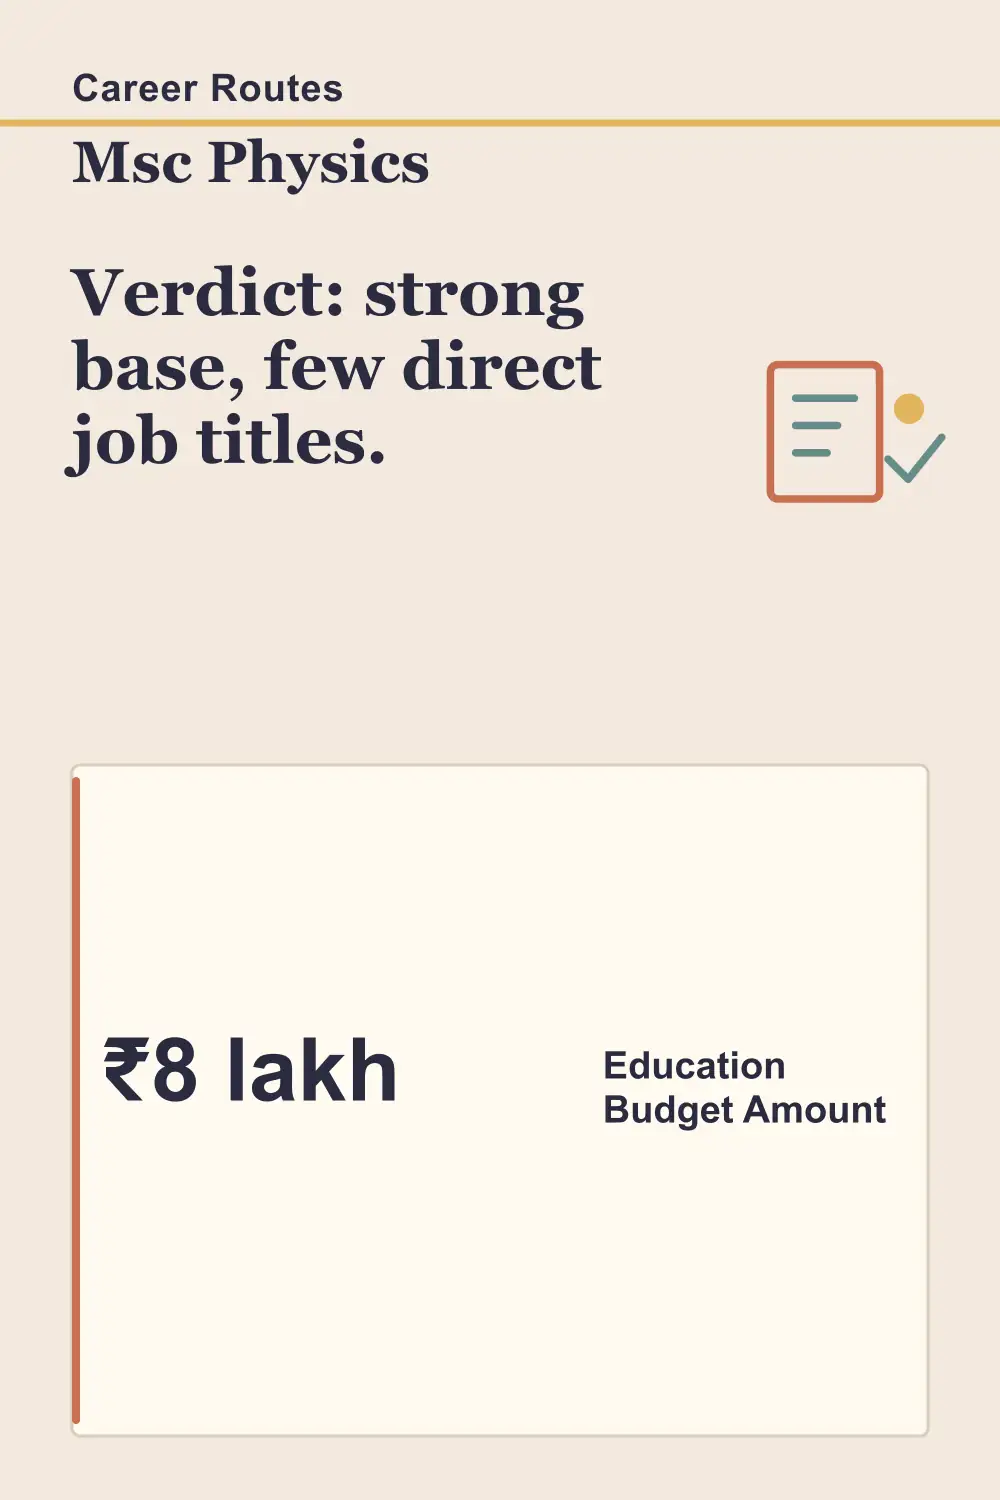 Career Routes
Msc Physics
Verdict: strong
base, few direct
job titles.
₹8 lakh
Education
Budget Amount